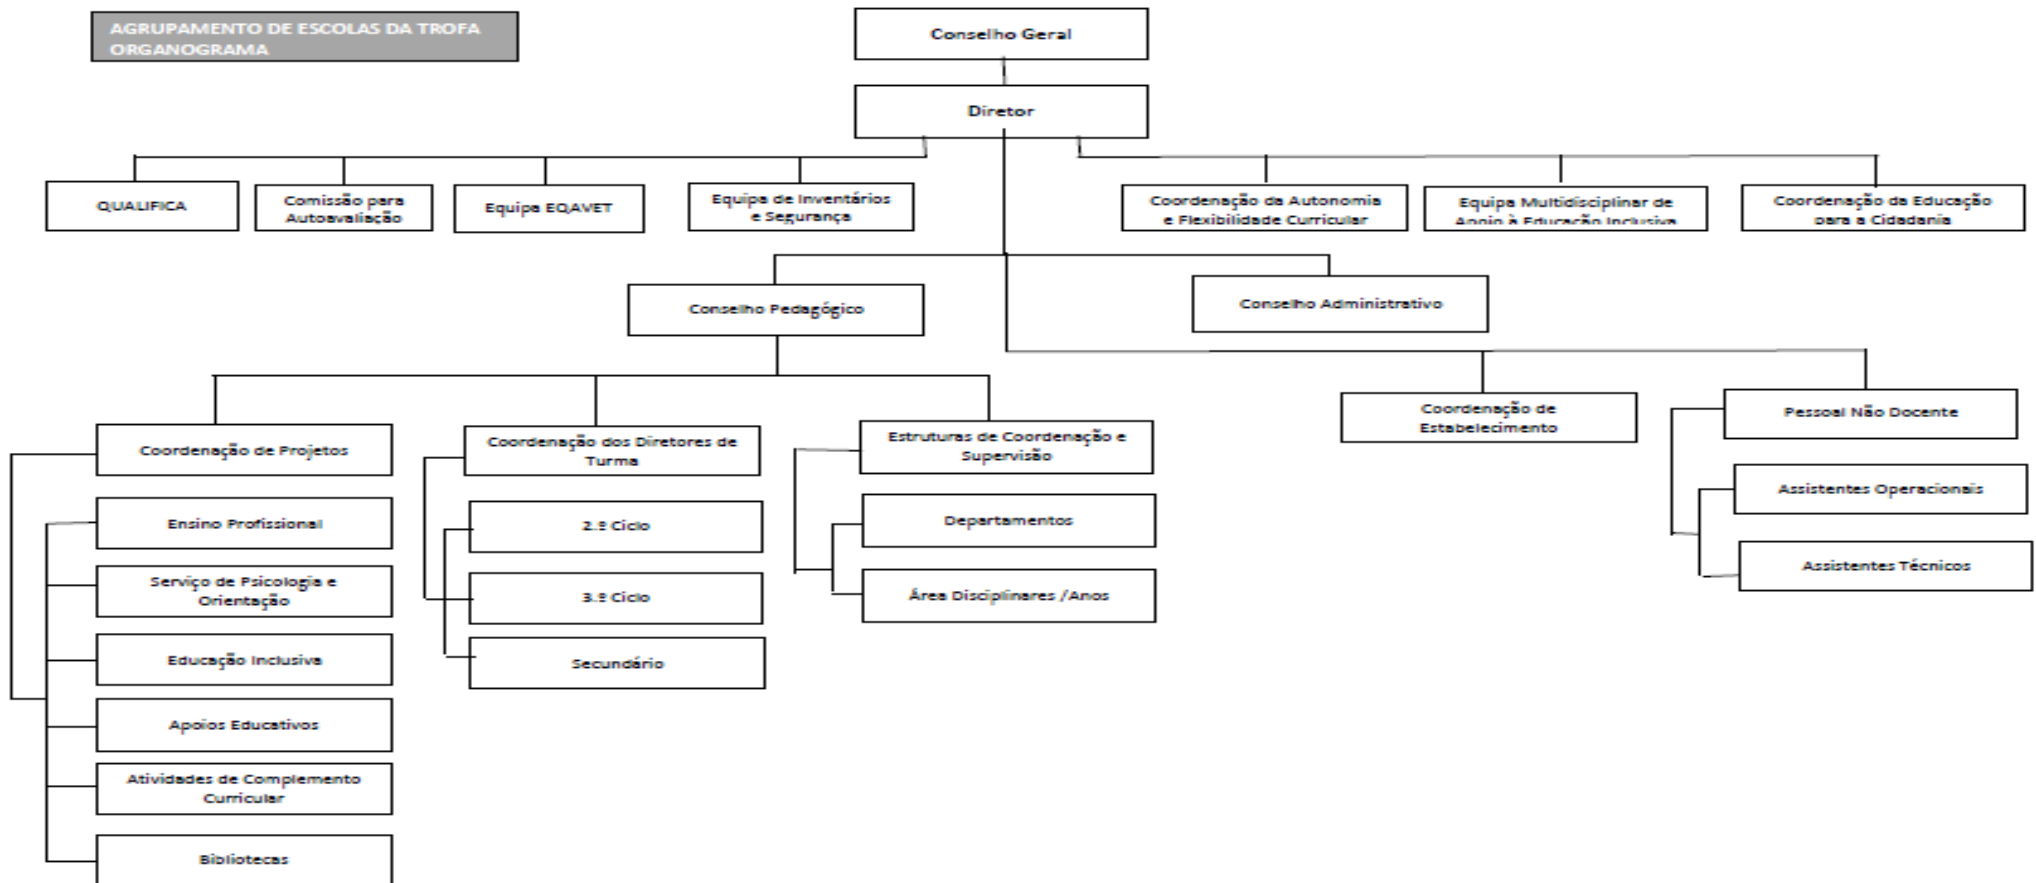 AGRUPAMENTO DE ESCOLAS DA TROFA
ORGANOGRAMA
Conselho Geral
Diretor
QUALIFICA
Comissão para
Autoavaliação
Equipa EQAVET
Equipa de Inventários
e Segurança
Coordenação da Autonomia
e Flexibilidade Curricular
Equipa Multidisciplinar de
Apoio à Educação Inclusiva
Coordenação da Educação
para a Cidadania
Conselho Pedagógico
Conselho Administrativo
Coordenação de Projetos
Coordenação dos Diretores de
Turma
Estruturas de Coordenação e
Supervisão
Coordenação de
Estabelecimento
Pessoal Não Docente
Ensino Profissional
Serviço de Psicologia e
Orientação
Educação Inclusiva
Apoios Educativos
Atividades de Complemento
Curricular
Bibliotecas
2.º Ciclo
3.º Ciclo
Secundário
Departamentos
Área Disciplinares /Anos
Assistentes Operacionais
Assistentes Técnicos